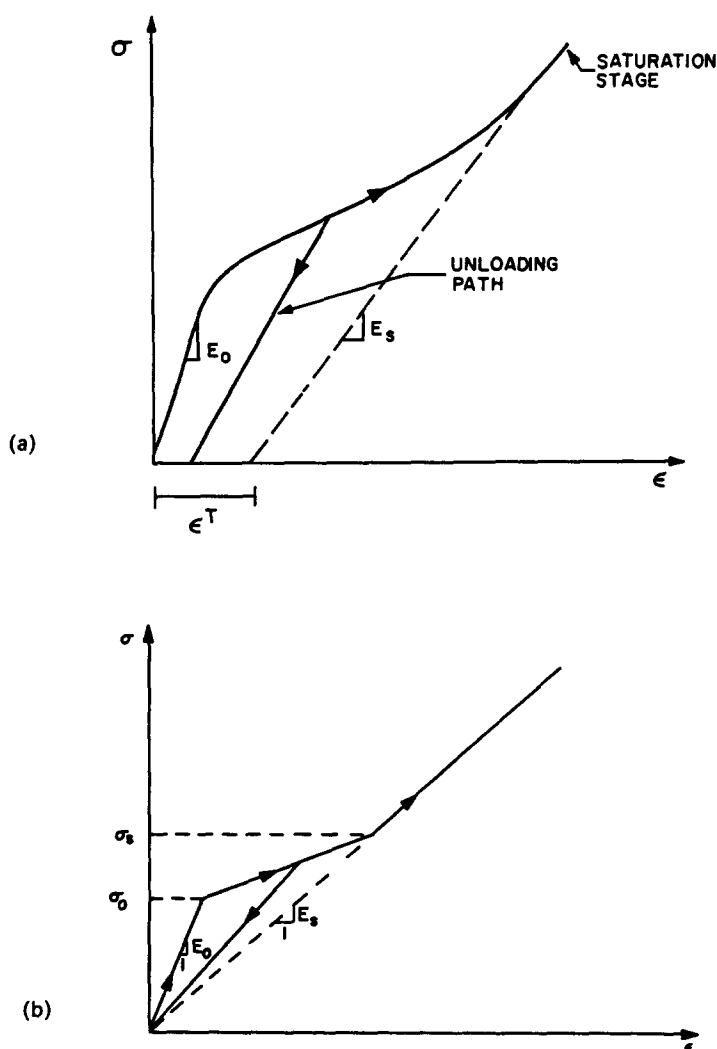 σ
SATURATION
STAGE
UNLOADING
PATH
E₀
Eₛ
(a)
ϵ
ϵᵀ
σ
σₛ
σ₀
Eₛ
1
E₀
1
(b)